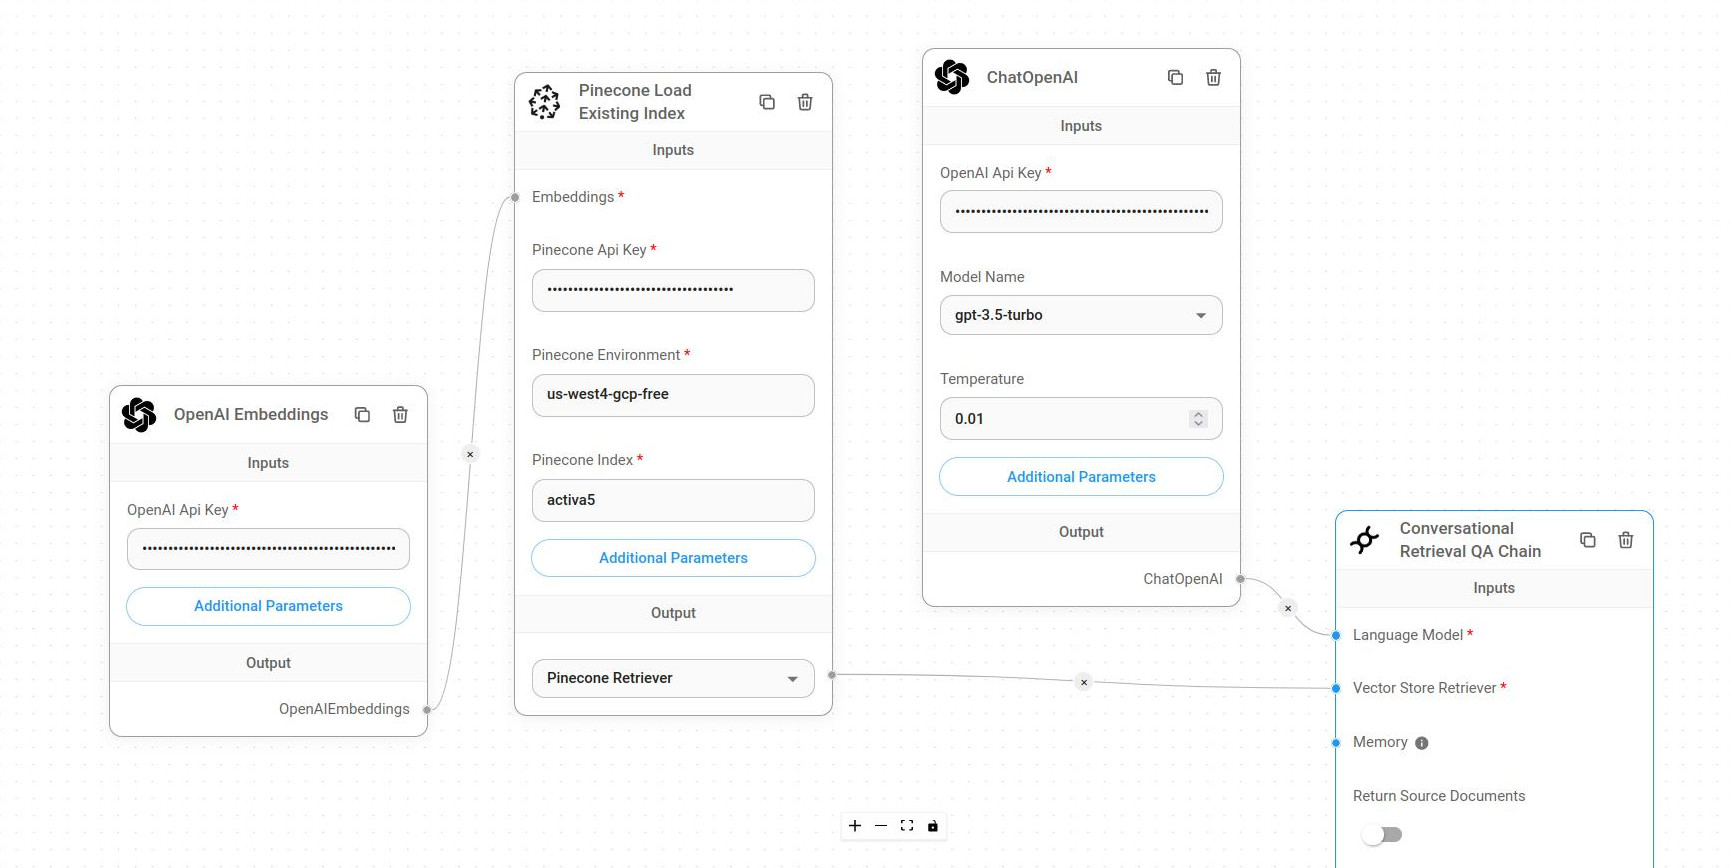 OpenAI Embeddings
Inputs
OpenAI Api Key *
••••••••••••••••••••••••••••••••••••••••••••••••
Additional Parameters
Output
OpenAIEmbeddings
Pinecone Load
Existing Index
Inputs
Embeddings *
Pinecone Api Key *
••••••••••••••••••••••••••••••••••••
Pinecone Environment *
us-west4-gcp-free
Pinecone Index *
activa5
Additional Parameters
Output
Pinecone Retriever
ChatOpenAI
Inputs
OpenAI Api Key *
••••••••••••••••••••••••••••••••••••••••••••••••
Model Name
gpt-3.5-turbo
Temperature
0.01
Additional Parameters
Output
ChatOpenAI
Conversational
Retrieval QA Chain
Inputs
Language Model *
Vector Store Retriever *
Memory
Return Source Documents